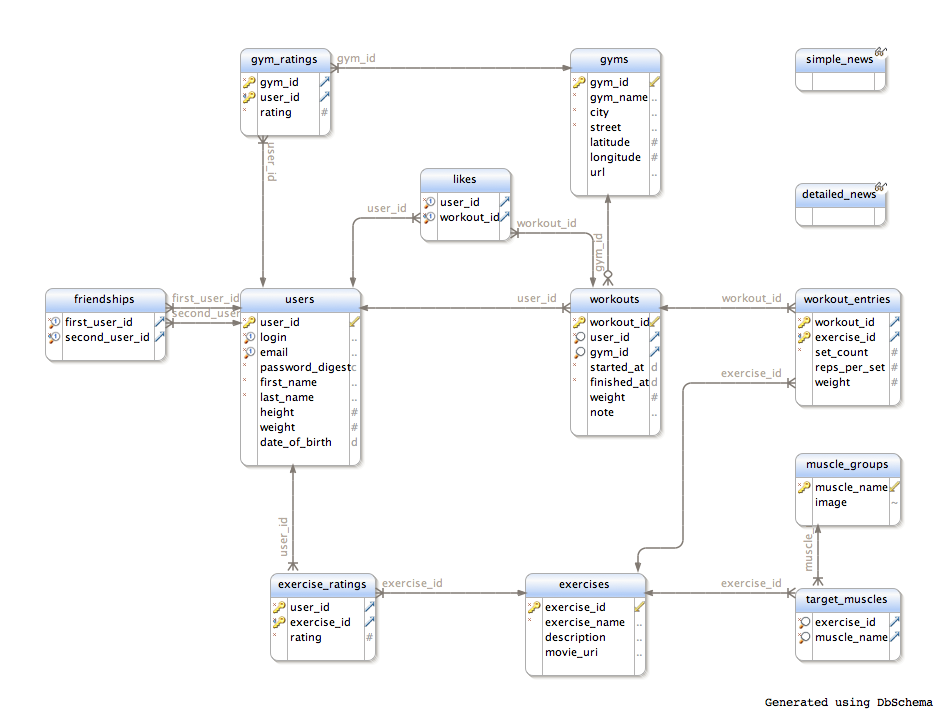 gym_ratings
gym_id
user_id
rating #
gym_id
gyms
gym_id
gym_name ..
city ..
street ..
latitude #
longitude #
url ..
simple_news
user_id
likes
user_id
workout_id
user_id
workout_id
gym_id
detailed_news
friendships
first_user_id
second_user_id
first_user_id
second_user
users
user_id
login ..
email ..
password_digest c
first_name ..
last_name ..
height #
weight #
date_of_birth d
user_id
workouts
workout_id
user_id
gym_id
started_at d
finished_at d
weight #
note ..
workout_id
exercise_id
workout_entries
workout_id
exercise_id
set_count #
reps_per_set #
weight #
muscle_groups
muscle_name
image ~
muscle_
user_id
exercise_ratings
user_id
exercise_id
rating #
exercise_id
exercises
exercise_id
exercise_name ..
description ..
movie_uri ..
exercise_id
target_muscles
exercise_id
muscle_name
Generated using DbSchema